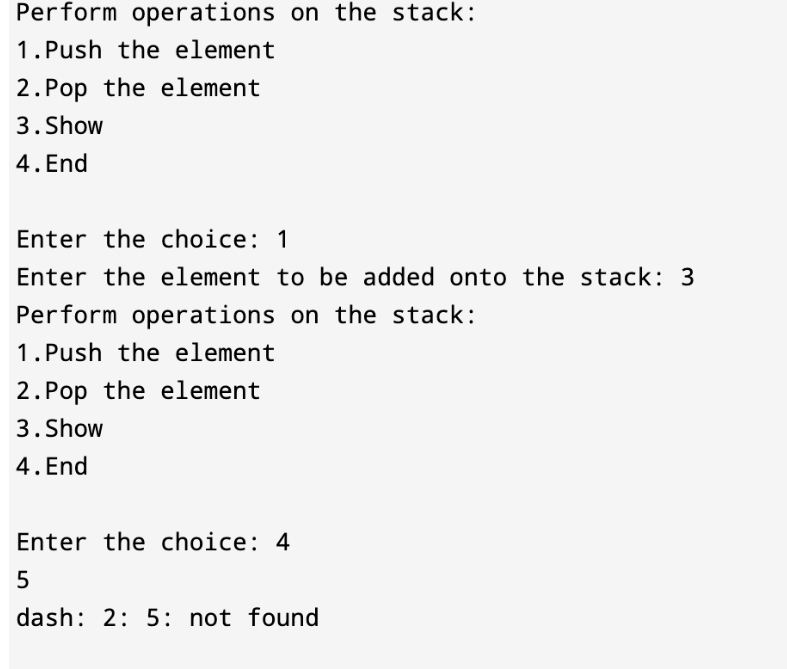 Perform operations on the stack:
1.Push the element
2.Pop the element
3.Show
4.End
Enter the choice: 1
Enter the element to be added onto the stack: 3
Perform operations on the stack:
1.Push the element
2.Pop the element
3.Show
4.End
Enter the choice: 4
5
dash: 2: 5: not found